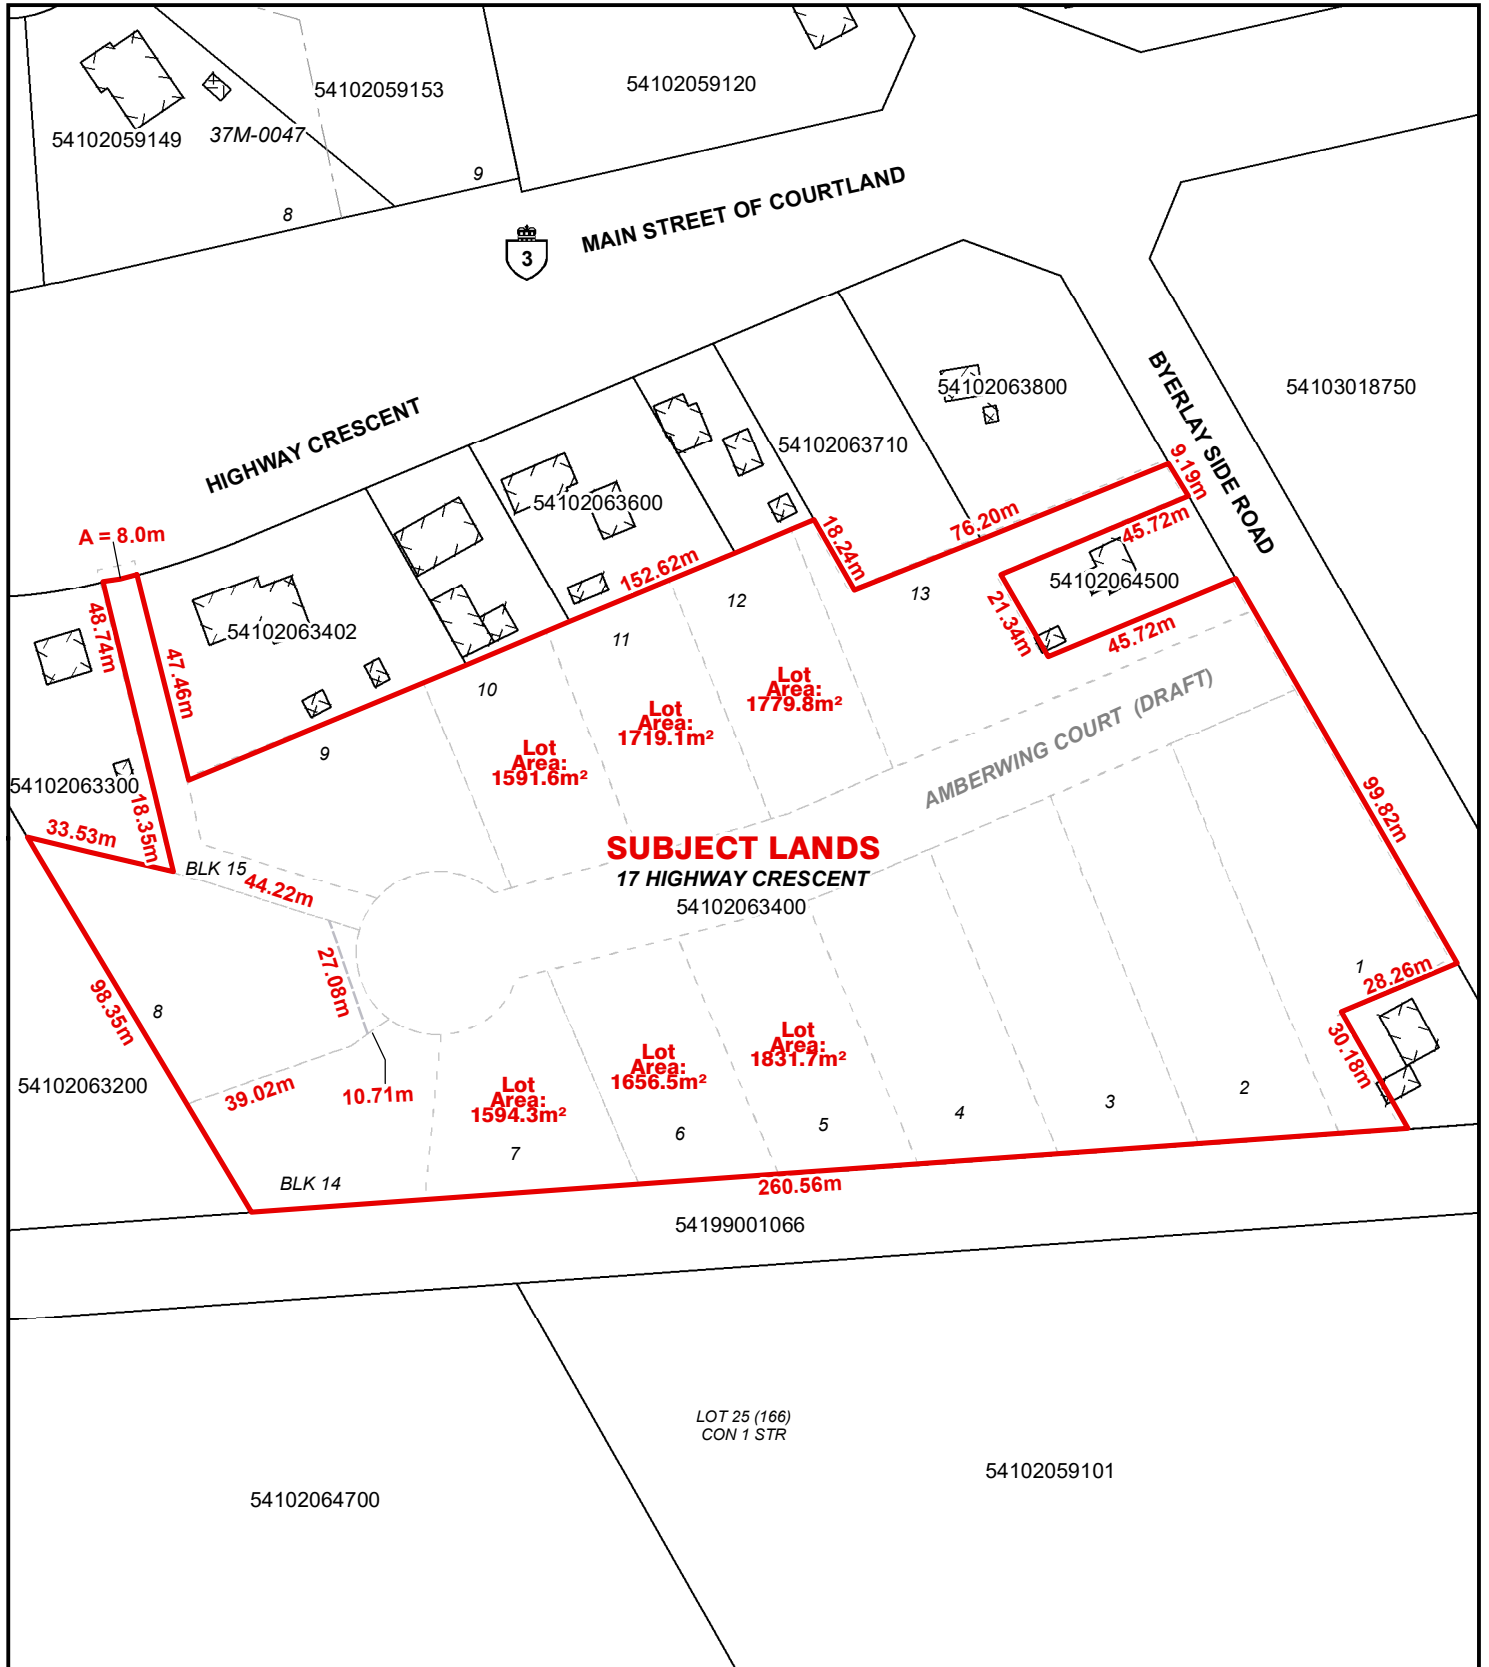 54102059153
54102059120
54102059149
37M-0047
9
8
MAIN STREET OF COURTLAND
3
BYERLAY SIDE ROAD
54102063800
54103018750
HIGHWAY CRESCENT
54102063710
9.19m
54102063600
A = 8.0m
18.24m
76.20m
45.72m
152.62m
54102064500
48.74m
12
13
21.34m
54102063402
11
45.72m
47.46m
10
Lot
Area:
1779.8m²
Lot
Area:
1719.1m²
AMBERWING COURT (DRAFT)
9
Lot
Area:
1591.6m²
54102063300
18.35m
99.82m
33.53m
SUBJECT LANDS
17 HIGHWAY CRESCENT
54102063400
BLK 15
44.22m
27.08m
1
28.26m
98.35m
8
30.18m
Lot
Area:
1831.7m²
Lot
Area:
1656.5m²
54102063200
39.02m
10.71m
Lot
Area:
1594.3m²
2
3
4
5
6
7
BLK 14
260.56m
54199001066
LOT 25 (166)
CON 1 STR
54102059101
54102064700